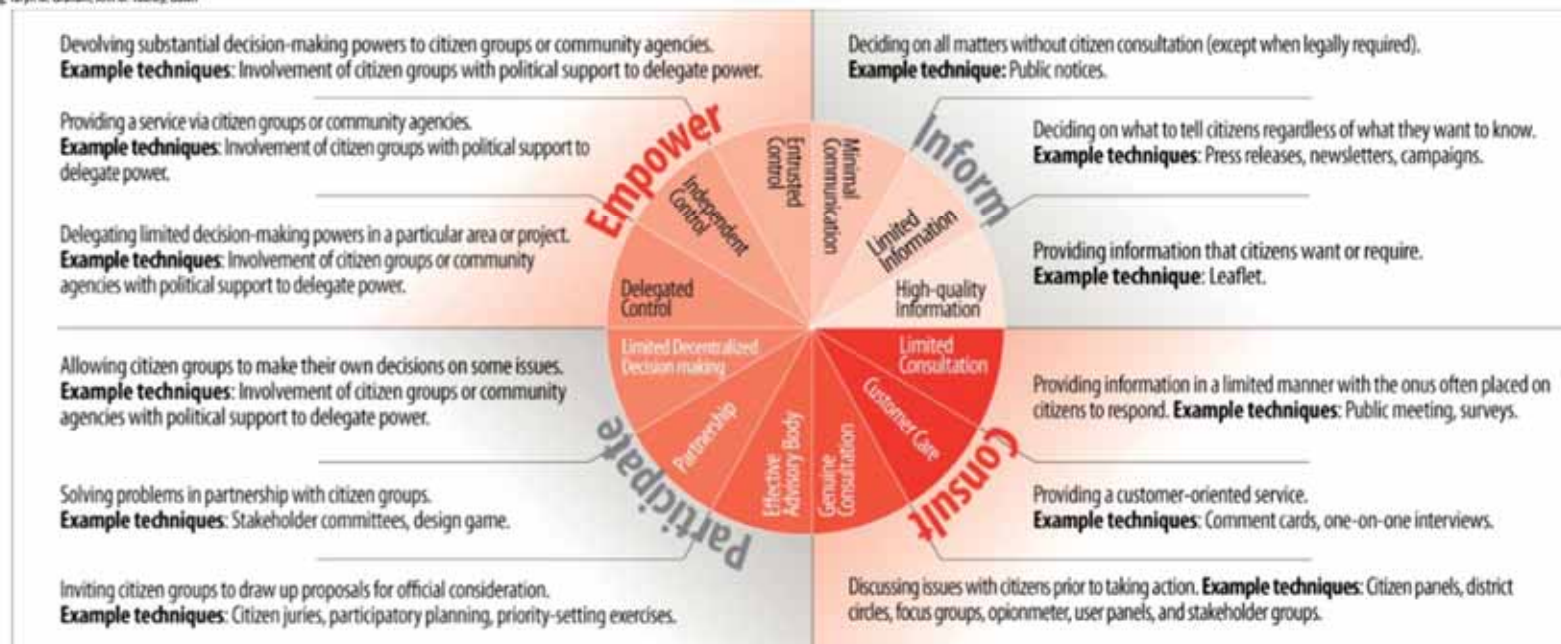 Devolving substantial decision-making powers to citizen groups or community agencies.
Example techniques: Involvement of citizen groups with political support to delegate power.
Providing a service via citizen groups or community agencies.
Example techniques: Involvement of citizen groups with political support to
delegate power.
Delegating limited decision-making powers in a particular area or project.
Example techniques: Involvement of citizen groups or community
agencies with political support to delegate power.
Allowing citizen groups to make their own decisions on some issues.
Example techniques: Involvement of citizen groups or community
agencies with political support to delegate power.
Solving problems in partnership with citizen groups.
Example techniques: Stakeholder committees, design game.
Inviting citizen groups to draw up proposals for official consideration.
Example techniques: Citizen juries, participatory planning, priority-setting exercises.
Empower
Entrusted
Control
Independent
Control
Delegated
Control
Participate
Limited Decentralized
Decision making
Partnership
Effective
Advisory Body
Inform
Minimal
Communication
Limited
Information
High-quality
Information
Consult
Limited
Consultation
Customer Care
Genuine
Consultation
Deciding on all matters without citizen consultation (except when legally required).
Example technique: Public notices.
Deciding on what to tell citizens regardless of what they want to know.
Example techniques: Press releases, newsletters, campaigns.
Providing information that citizens want or require.
Example technique: Leaflet.
Providing information in a limited manner with the onus often placed on
citizens to respond. Example techniques: Public meeting, surveys.
Providing a customer-oriented service.
Example techniques: Comment cards, one-on-one interviews.
Discussing issues with citizens prior to taking action. Example techniques: Citizen panels, district
circles, focus groups, opionmeter, user panels, and stakeholder groups.